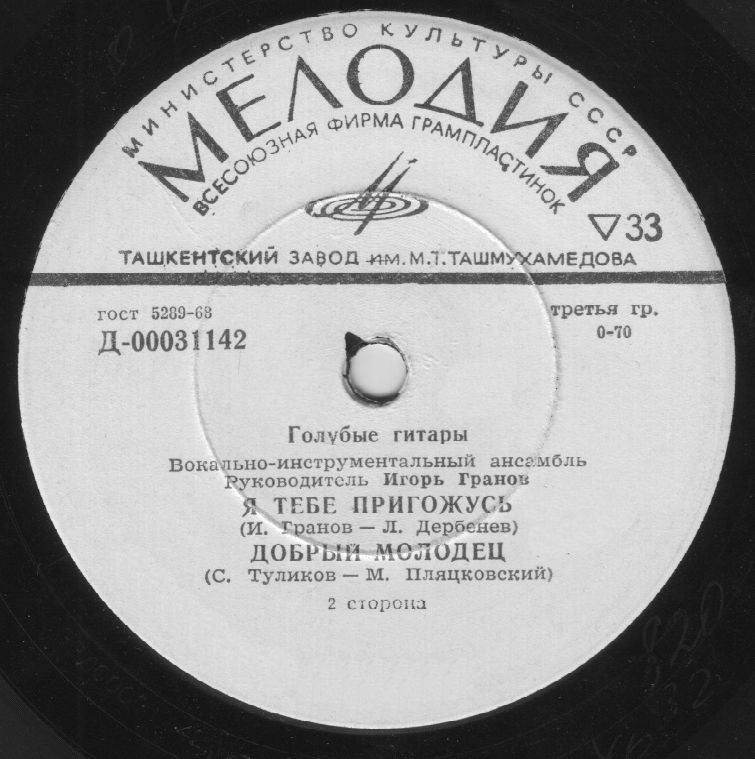 МИНИСТЕРСТВО КУЛЬТУРЫ СССР
МЕЛОДИЯ
ВСЕСОЮЗНАЯ ФИРМА ГРАМПЛАСТИНОК
▽33
ТАШКЕНТСКИЙ ЗАВОД им. М.Т.ТАШМУХАМЕДОВА
гост 5289-68
третья гр.
Д-00031142
0-70
Голубые гитары
Вокально-инструментальный ансамбль
Руководитель Игорь Гранов
Я ТЕБЕ ПРИГОЖУСЬ
(И. Гранов — Л. Дербенев)
ДОБРЫЙ МОЛОДЕЦ
(С. Туликов — М. Пляцковский)
2 сторона